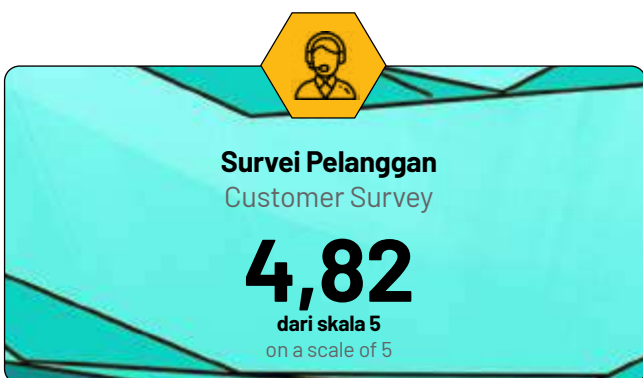 Survei Pelanggan
Customer Survey
4,82
dari skala 5
on a scale of 5